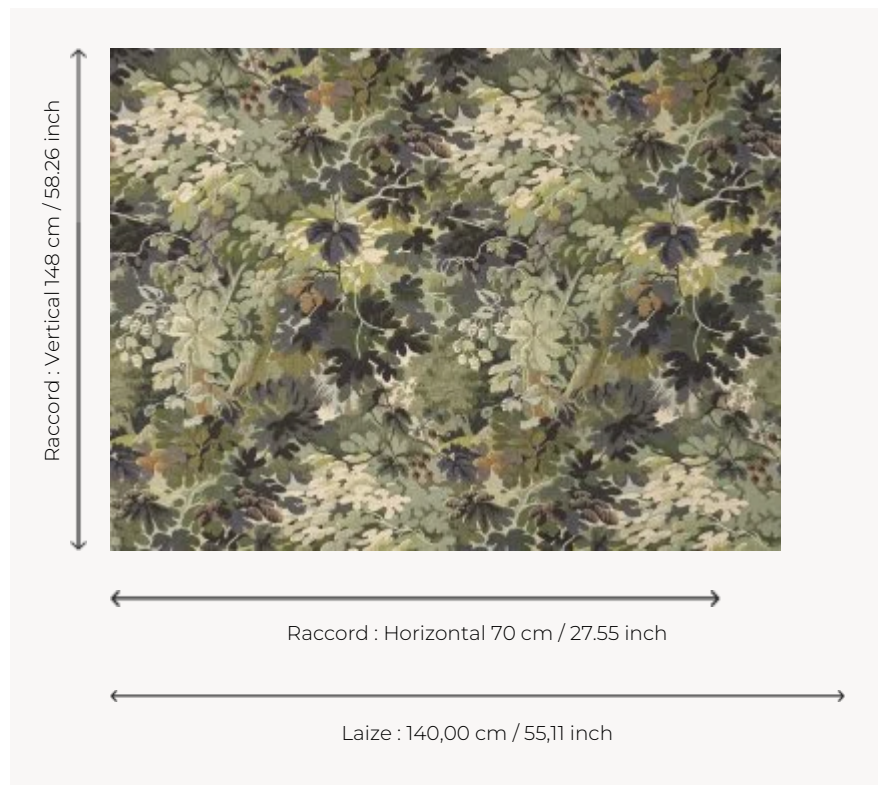 Raccord : Vertical 148 cm / 58.26 inch
Raccord : Horizontal 70 cm / 27.55 inch
Laize : 140,00 cm / 55,11 inch